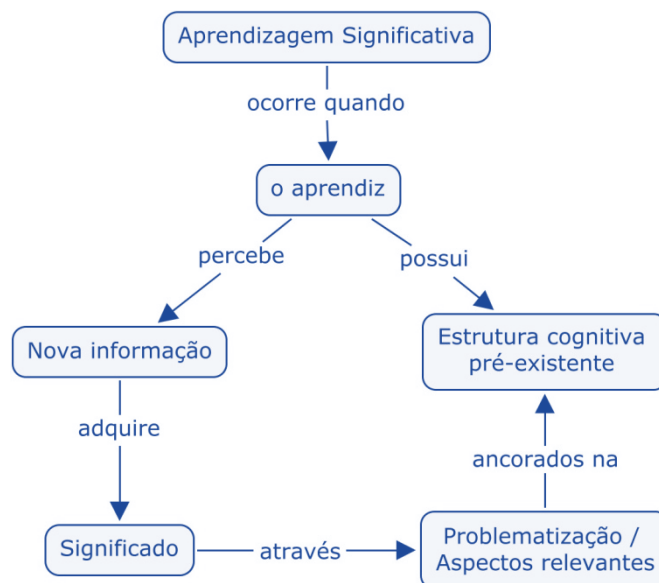 Aprendizagem Significativa
ocorre quando
o aprendiz
percebe
possui
Nova informação
Estrutura cognitiva
pré-existente
adquire
ancorados na
Significado
através
Problematização /
Aspectos relevantes